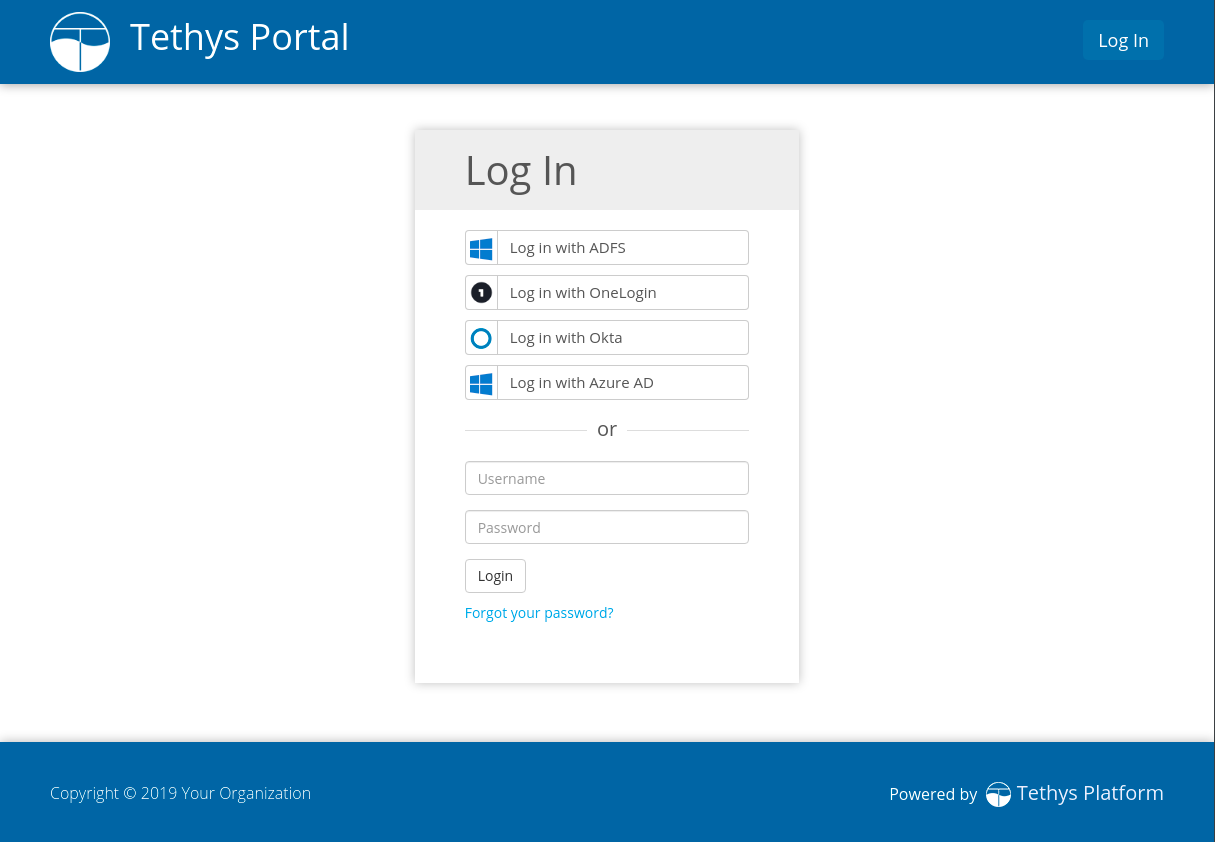 Tethys Portal
Log In
Log In
Log in with ADFS
1 Log in with OneLogin
Log in with Okta
Log in with Azure AD
or
Username
Password
Login
Forgot your password?
Copyright © 2019 Your Organization
Powered by Tethys Platform